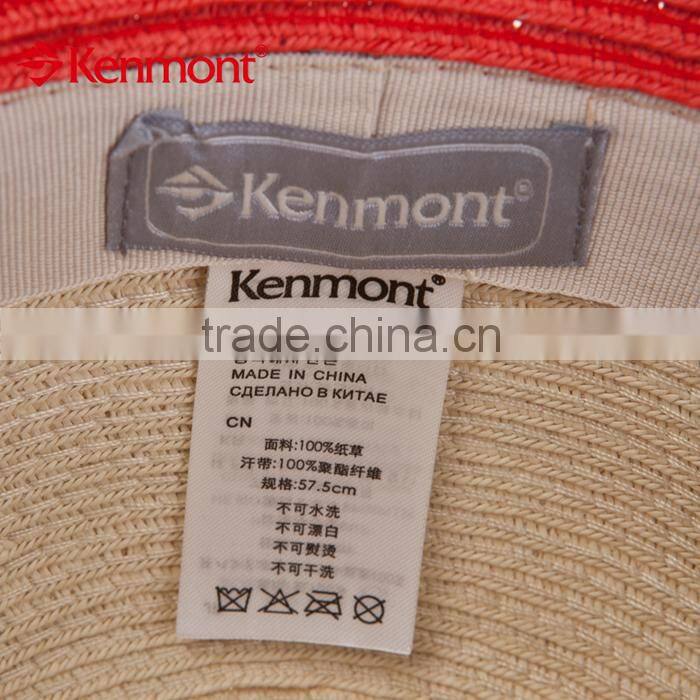 Kenmont®
Kenmont®
Kenmont®
trade.china.cn
MADE IN CHINA
СДЕЛАНО В КИТАЕ
CN
面料:100%纸草
汗带:100%聚酯纤维
规格:57.5cm
不可水洗
不可漂白
不可熨烫
不可干洗